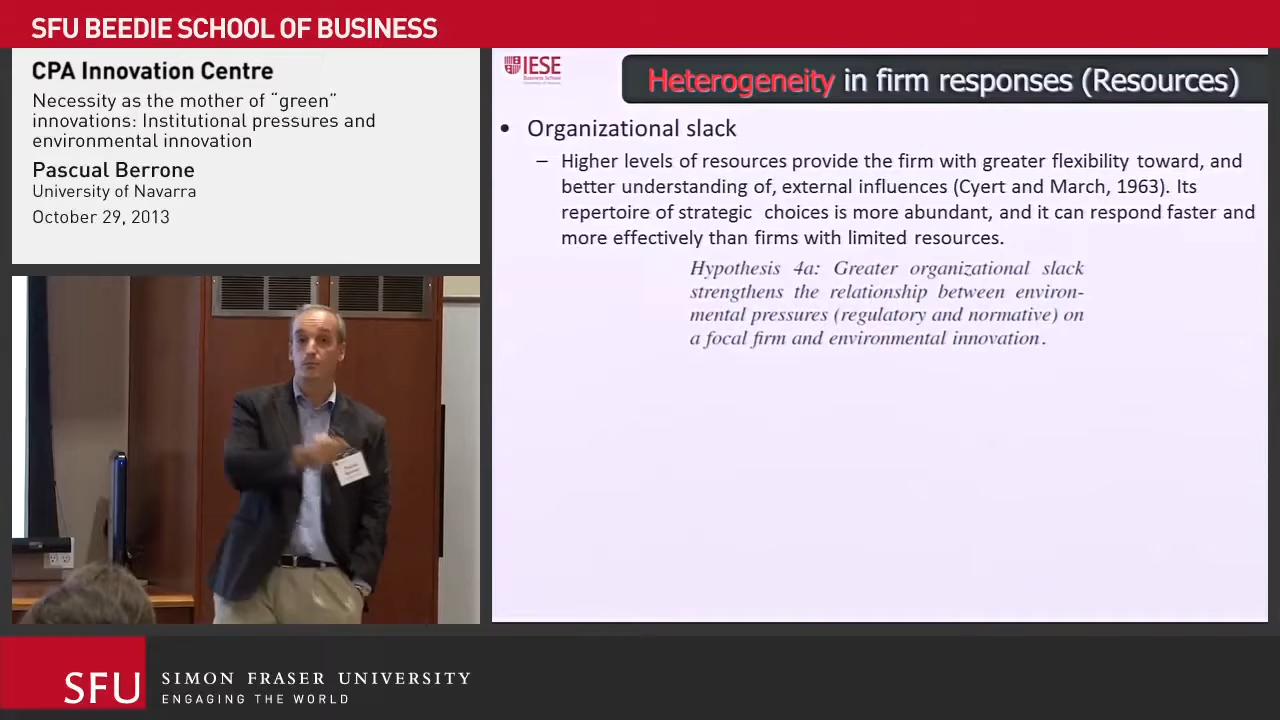 SFU BEEDIE SCHOOL OF BUSINESS
CPA Innovation Centre
Necessity as the mother of “green”
innovations: Institutional pressures and
environmental innovation
Pascual Berrone
University of Navarra
October 29, 2013
IESE
Business School
Heterogeneity in firm responses (Resources)
• Organizational slack
– Higher levels of resources provide the firm with greater flexibility toward, and
better understanding of, external influences (Cyert and March, 1963). Its
repertoire of strategic choices is more abundant, and it can respond faster and
more effectively than firms with limited resources.
Hypothesis 4a: Greater organizational slack
strengthens the relationship between environ-
mental pressures (regulatory and normative) on
a focal firm and environmental innovation.
SFU
SIMON FRASER UNIVERSITY
ENGAGING THE WORLD